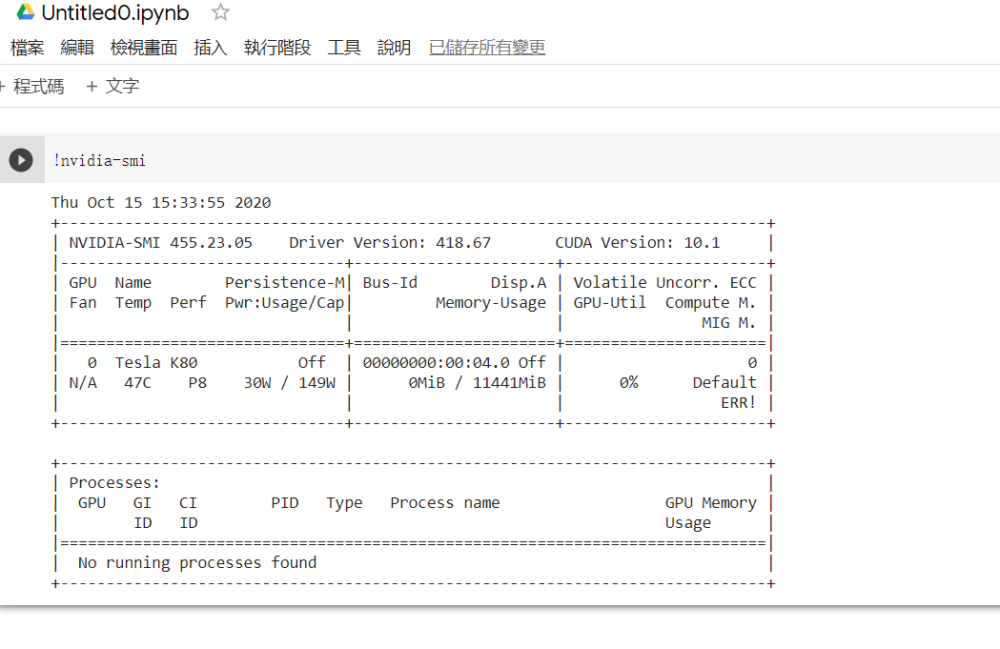 Untitled0.ipynb
檔案 編輯 檢視畫面 插入 執行階段 工具 說明 已儲存所有變更
+ 程式碼 + 文字
!nvidia-smi
Thu Oct 15 15:33:55 2020
+-----------------------------------------------------------------------------+
| NVIDIA-SMI 455.23.05    Driver Version: 418.67       CUDA Version: 10.1     |
|-------------------------------+----------------------+----------------------+
| GPU  Name        Persistence-M| Bus-Id        Disp.A | Volatile Uncorr. ECC |
| Fan  Temp  Perf  Pwr:Usage/Cap|         Memory-Usage | GPU-Util  Compute M. |
|                               |                      |               MIG M. |
|===============================+======================+======================|
|   0  Tesla K80           Off  | 00000000:00:04.0 Off |                    0 |
| N/A   47C    P8    30W / 149W |      0MiB / 11441MiB |      0%      Default |
|                               |                      |                 ERR! |
+-------------------------------+----------------------+----------------------+
+-----------------------------------------------------------------------------+
| Processes:                                                                  |
|  GPU   GI   CI        PID   Type   Process name                  GPU Memory |
|        ID   ID                                                   Usage      |
|=============================================================================|
|  No running processes found                                                 |
+-----------------------------------------------------------------------------+